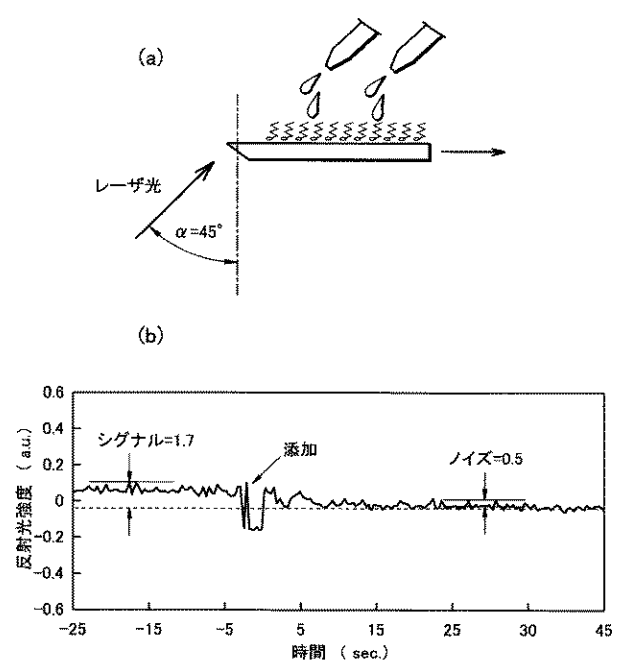 (a)
レーザ光
α=45°
(b)
反射光強度 ( a.u.)
0.6
0.4
0.2
0
-0.2
-0.4
-0.6
シグナル=1.7
添加
ノイズ=0.5
-25 -15 -5 5 15 25 30 45
時間 ( sec.)